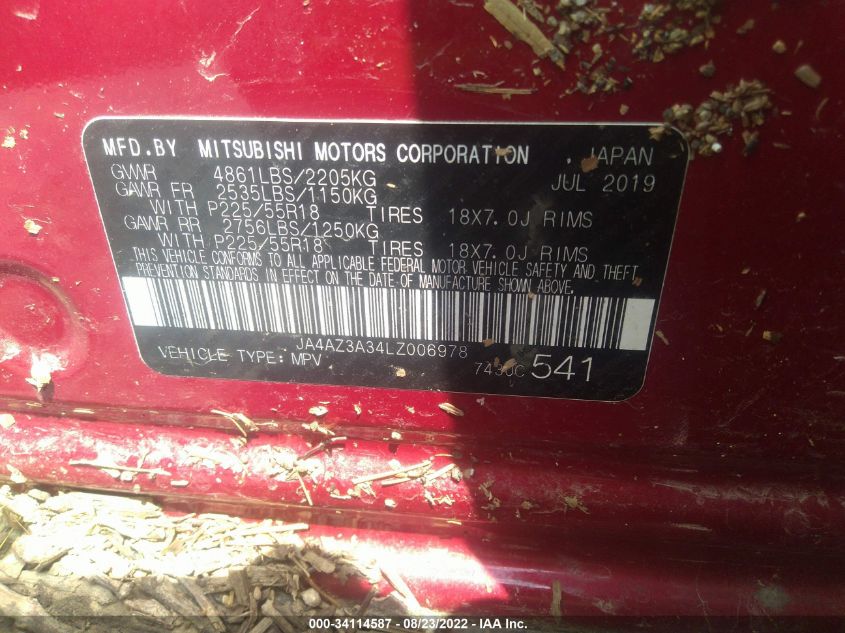 MFD.BY MITSUBISHI MOTORS CORPORATION . JAPAN
GVWR 4861LBS/2205KG JUL 2019
GAWR FR 2535LBS/1150KG
WITH P225/55R18 TIRES 18X7.0J RIMS
GAWR RR 2756LBS/1250KG
WITH P225/55R18 TIRES 18X7.0J RIMS
THIS VEHICLE CONFORMS TO ALL APPLICABLE FEDERAL MOTOR VEHICLE SAFETY AND THEFT
PREVENTION STANDARDS IN EFFECT ON THE DATE OF MANUFACTURE SHOWN ABOVE.
JA4AZ3A34LZ006978
VEHICLE TYPE: MPV 541
000-34114587 - 08/23/2022 - IAA Inc.